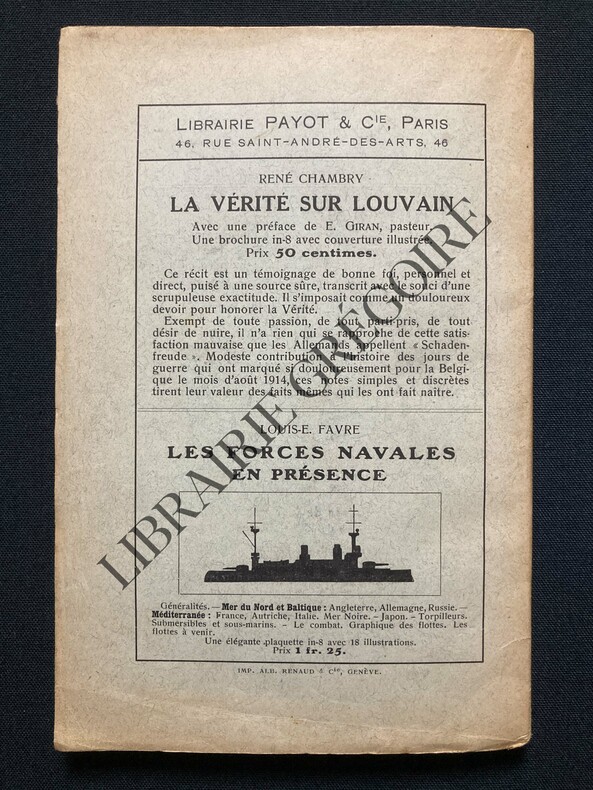 LIBRAIRIE PAYOT & CIE, PARIS
46, RUE SAINT-ANDRÉ-DES-ARTS, 46
RENÉ CHAMBRY
LA VÉRITÉ SUR LOUVAIN
Avec une préface de E. GIRAN, pasteur.
Une brochure in-8 avec couverture illustrée.
Prix 50 centimes.
Ce récit est un témoignage de bonne foi, personnel et
direct, puisé à une source sûre, transcrit avec le souci d'une
scrupuleuse exactitude. Il s'imposait comme un douloureux
devoir pour honorer la Vérité.
Exempt de toute passion, de tout parti-pris, de tout
désir de nuire, il n'a rien qui se rapproche de cette satis-
faction mauvaise que les Allemands appellent « Schaden-
freude ». Modeste contribution à l'histoire des jours de
guerre qui ont marqué si douloureusement pour la Belgi-
que le mois d'août 1914, ces notes simples et discrètes
tirent leur valeur des faits mêmes qui les ont fait naître.
LOUIS-E. FAVRE
LES FORCES NAVALES
EN PRÉSENCE
Généralités. — Mer du Nord et Baltique : Angleterre, Allemagne, Russie. —
Méditerranée : France, Autriche, Italie. Mer Noire. – Japon. – Torpilleurs.
Submersibles et sous-marins. – Le combat. Graphique des flottes. Les
flottes à venir.
Une élégante plaquette in-8 avec 18 illustrations.
Prix 1 fr. 25.
IMP. ALB. RENAUD & Cie, GENÈVE.
LIBRAIRIE GRÉGOIRE